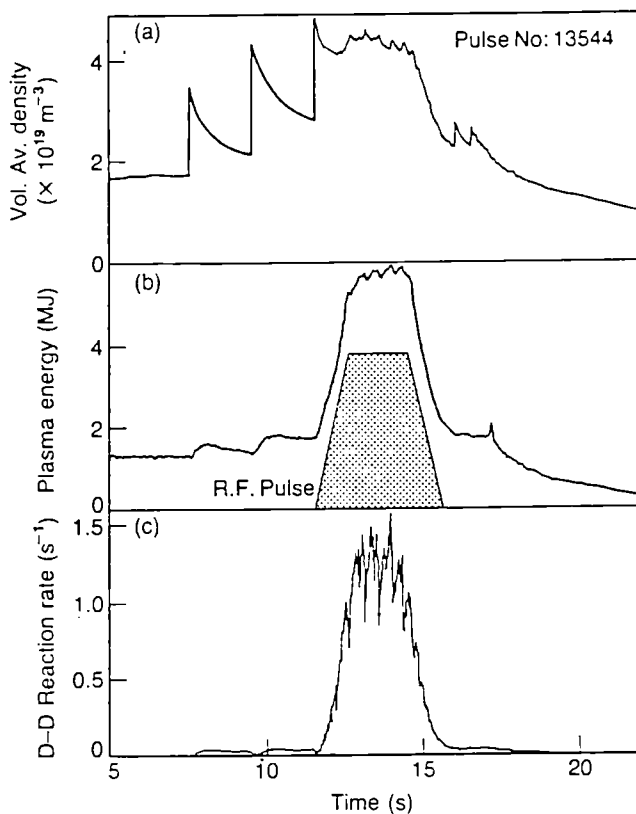 (a)
Pulse No: 13544
Vol. Av. density
(× 10¹⁹ m⁻³)
4
2
0
(b)
Plasma energy (MJ)
4
2
0
R.F. Pulse
(c)
D–D Reaction rate (s⁻¹)
1.5
1.0
0.5
0
5
10
15
20
Time (s)